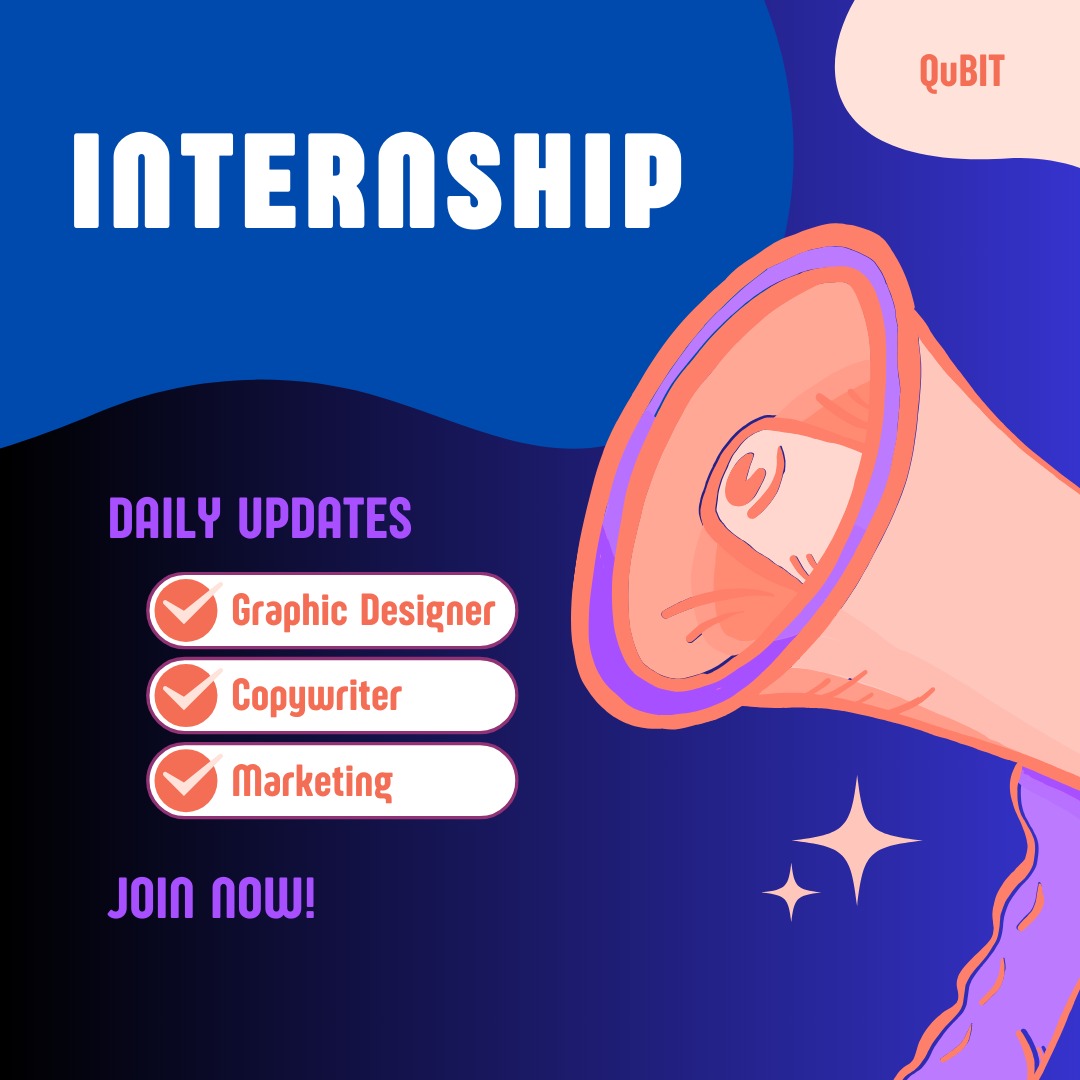 QuBIT
INTERNSHIP
DAILY UPDATES
Graphic Designer
Copywriter
Marketing
JOIN NOW!